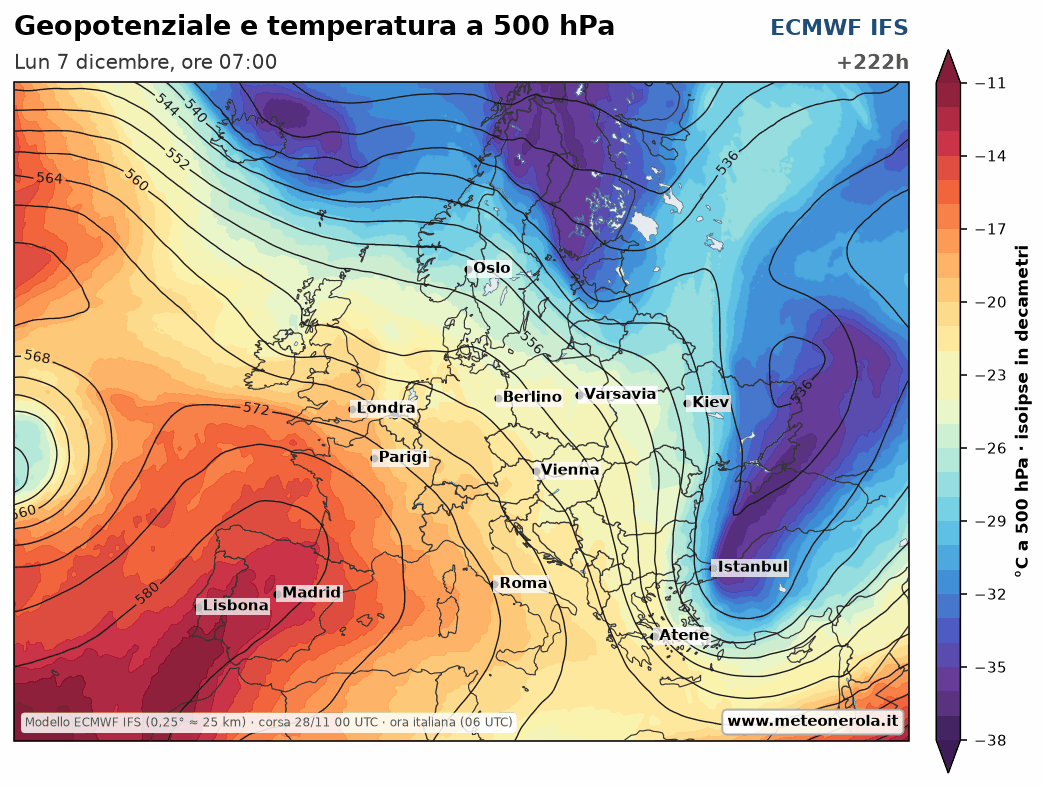 Geopotenziale e temperatura a 500 hPa
ECMWF IFS
Lun 7 dicembre, ore 07:00
+222h
544
540
552
560
564
536
Oslo
556
568
572
Londra
Berlino
Varsavia
Kiev
536
Parigi
Vienna
560
580
Istanbul
Roma
Madrid
Lisbona
Atene
Modello ECMWF IFS (0,25° ≈ 25 km) · corsa 28/11 00 UTC · ora italiana (06 UTC)
www.meteonerola.it
−11
−14
−17
−20
−23
−26
−29
−32
−35
−38
°C a 500 hPa · isoipse in decametri